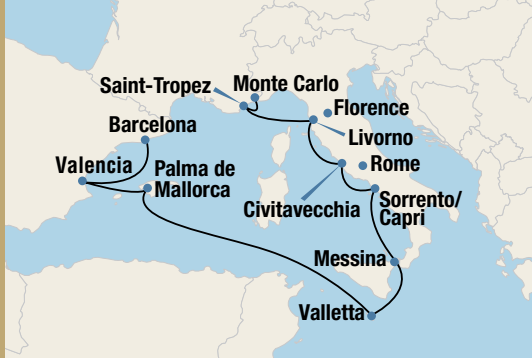 Saint-Tropez
Monte Carlo
Florence
Barcelona
Livorno
Valencia
Palma de
Mallorca
Rome
Civitavecchia
Sorrento/
Capri
Messina
Valletta